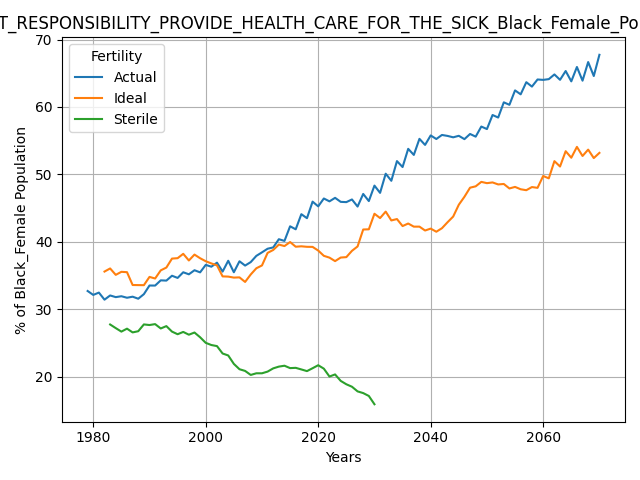 T_RESPONSIBILITY_PROVIDE_HEALTH_CARE_FOR_THE_SICK_Black_Female_Po
Fertility
Actual
Ideal
Sterile
% of Black_Female Population
70
60
50
40
30
20
1980
2000
2020
2040
2060
Years